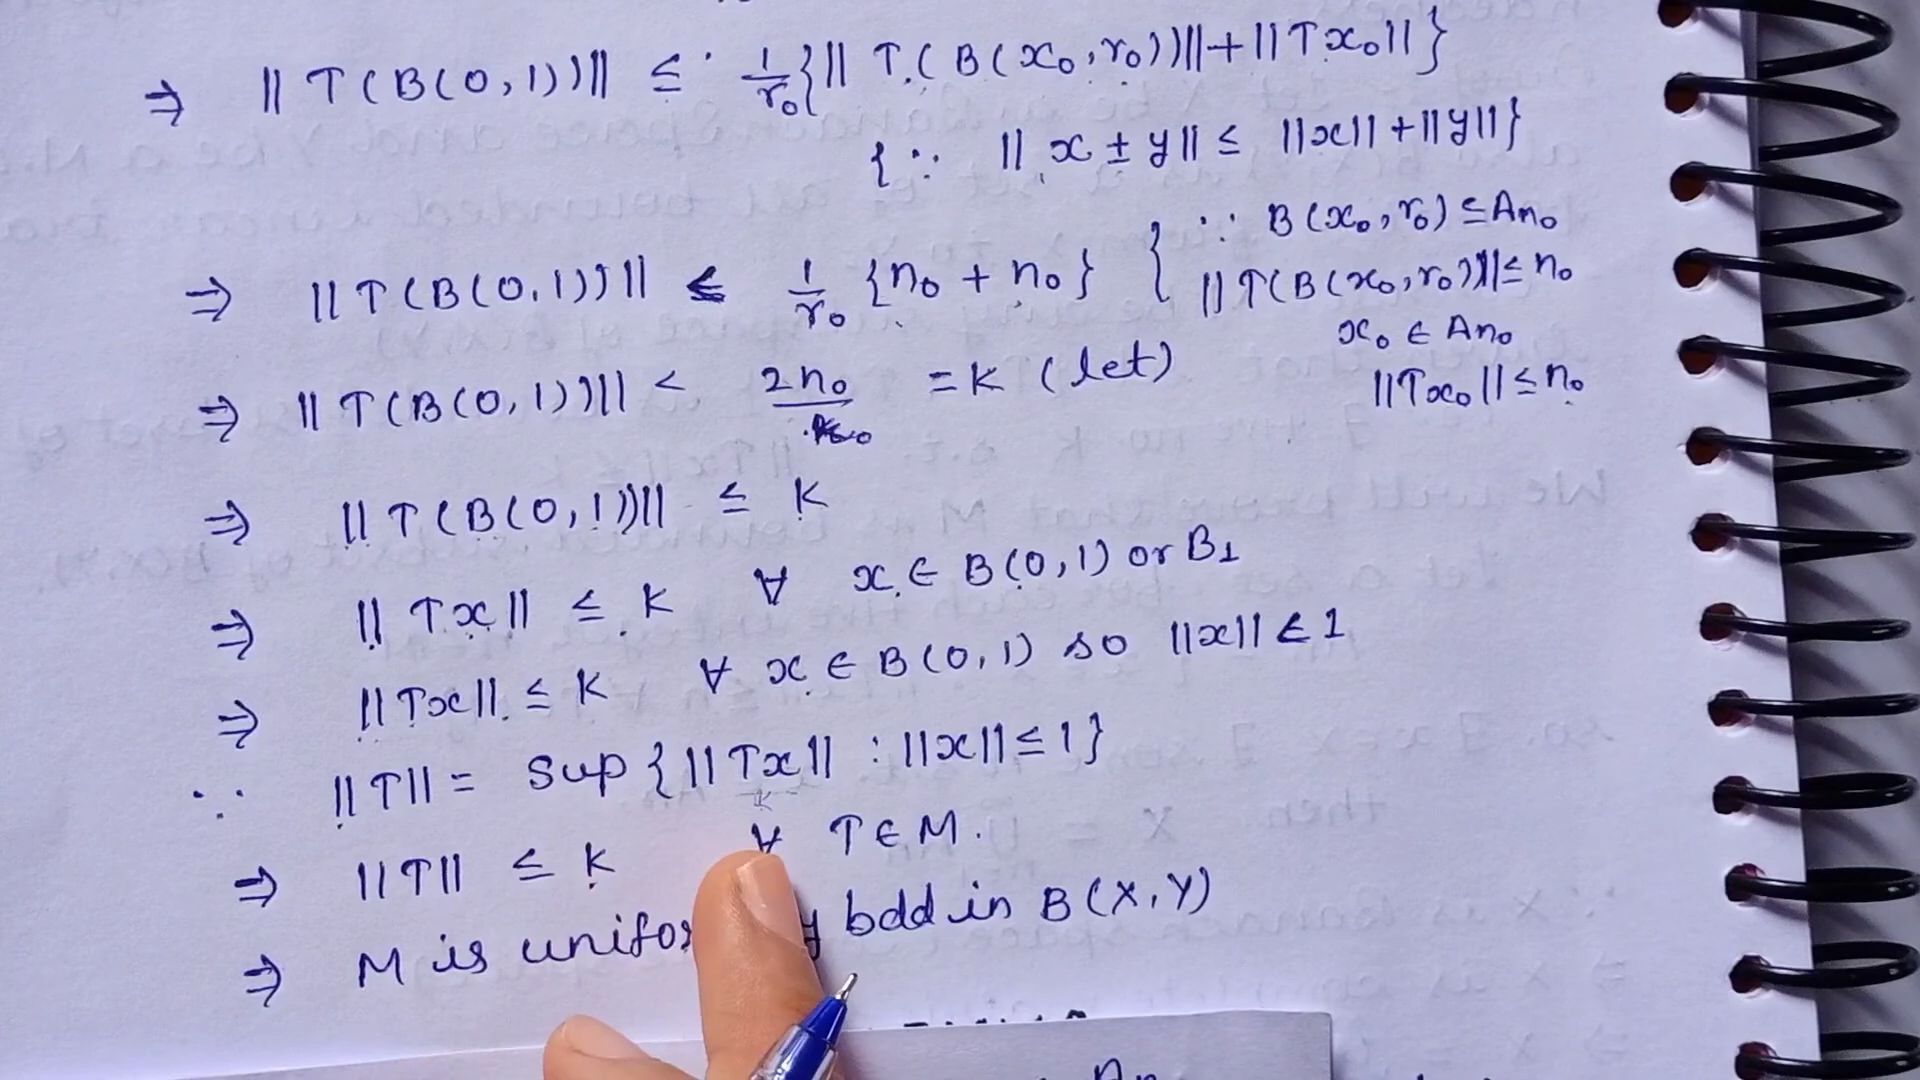 ⇒ || T(B(0,1))|| ≤ 1/r₀ {|| T.(B(x₀,r₀))||+||Tx₀||}
{∵ || x ± y|| ≤ ||x||+||y||}
⇒ ||T(B(0,1))|| ≤ 1/r₀ {n₀ + n₀} { ∵ B(x₀,r₀) ⊆ An₀
||T(B(x₀,r₀))||≤ n₀
x₀ ∈ An₀
||Tx₀||≤ n₀
⇒ ||T(B(0,1))|| < 2n₀/r₀ = K (let)
⇒ ||T(B(0,1))|| ≤ K
⇒ ||Tx|| ≤ K ∀ x ∈ B(0,1) or B₁
⇒ ||Tx|| ≤ K ∀ x ∈ B(0,1) so ||x|| ≤ 1
∵ ||T|| = Sup {||Tx|| : ||x|| ≤ 1}
⇒ ||T|| ≤ K ∀ T ∈ M.
⇒ M is bdd in B(X,Y)
An